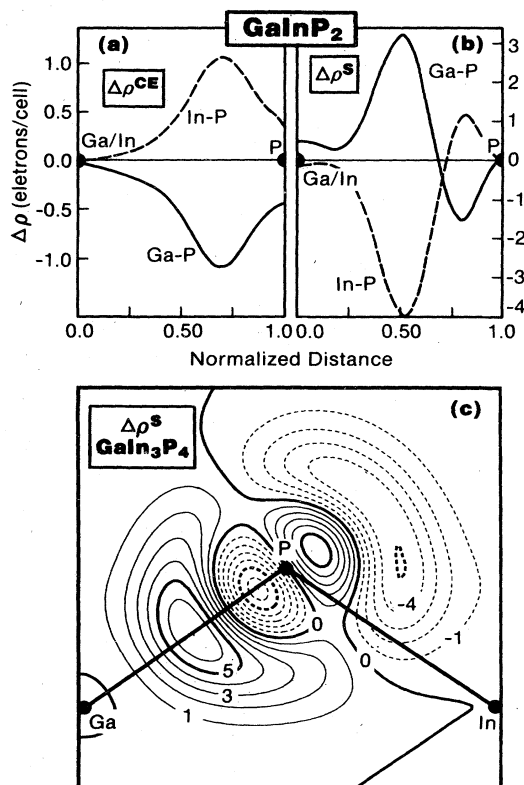 GaInP₂
(a)
(b)
Δρ^CE
Δρ^S
Δρ (eletrons/cell)
1.0
0.5
0.0
-0.5
-1.0
3
2
1
0
-1
-2
-3
-4
Ga/In
In-P
P
Ga-P
Ga-P
Ga/In
P
In-P
0.0
0.50
1.0
0.0
0.50
1.0
Normalized Distance
Δρ^S
GaIn₃P₄
(c)
P
-4
-1
0
0
5
3
1
Ga
In